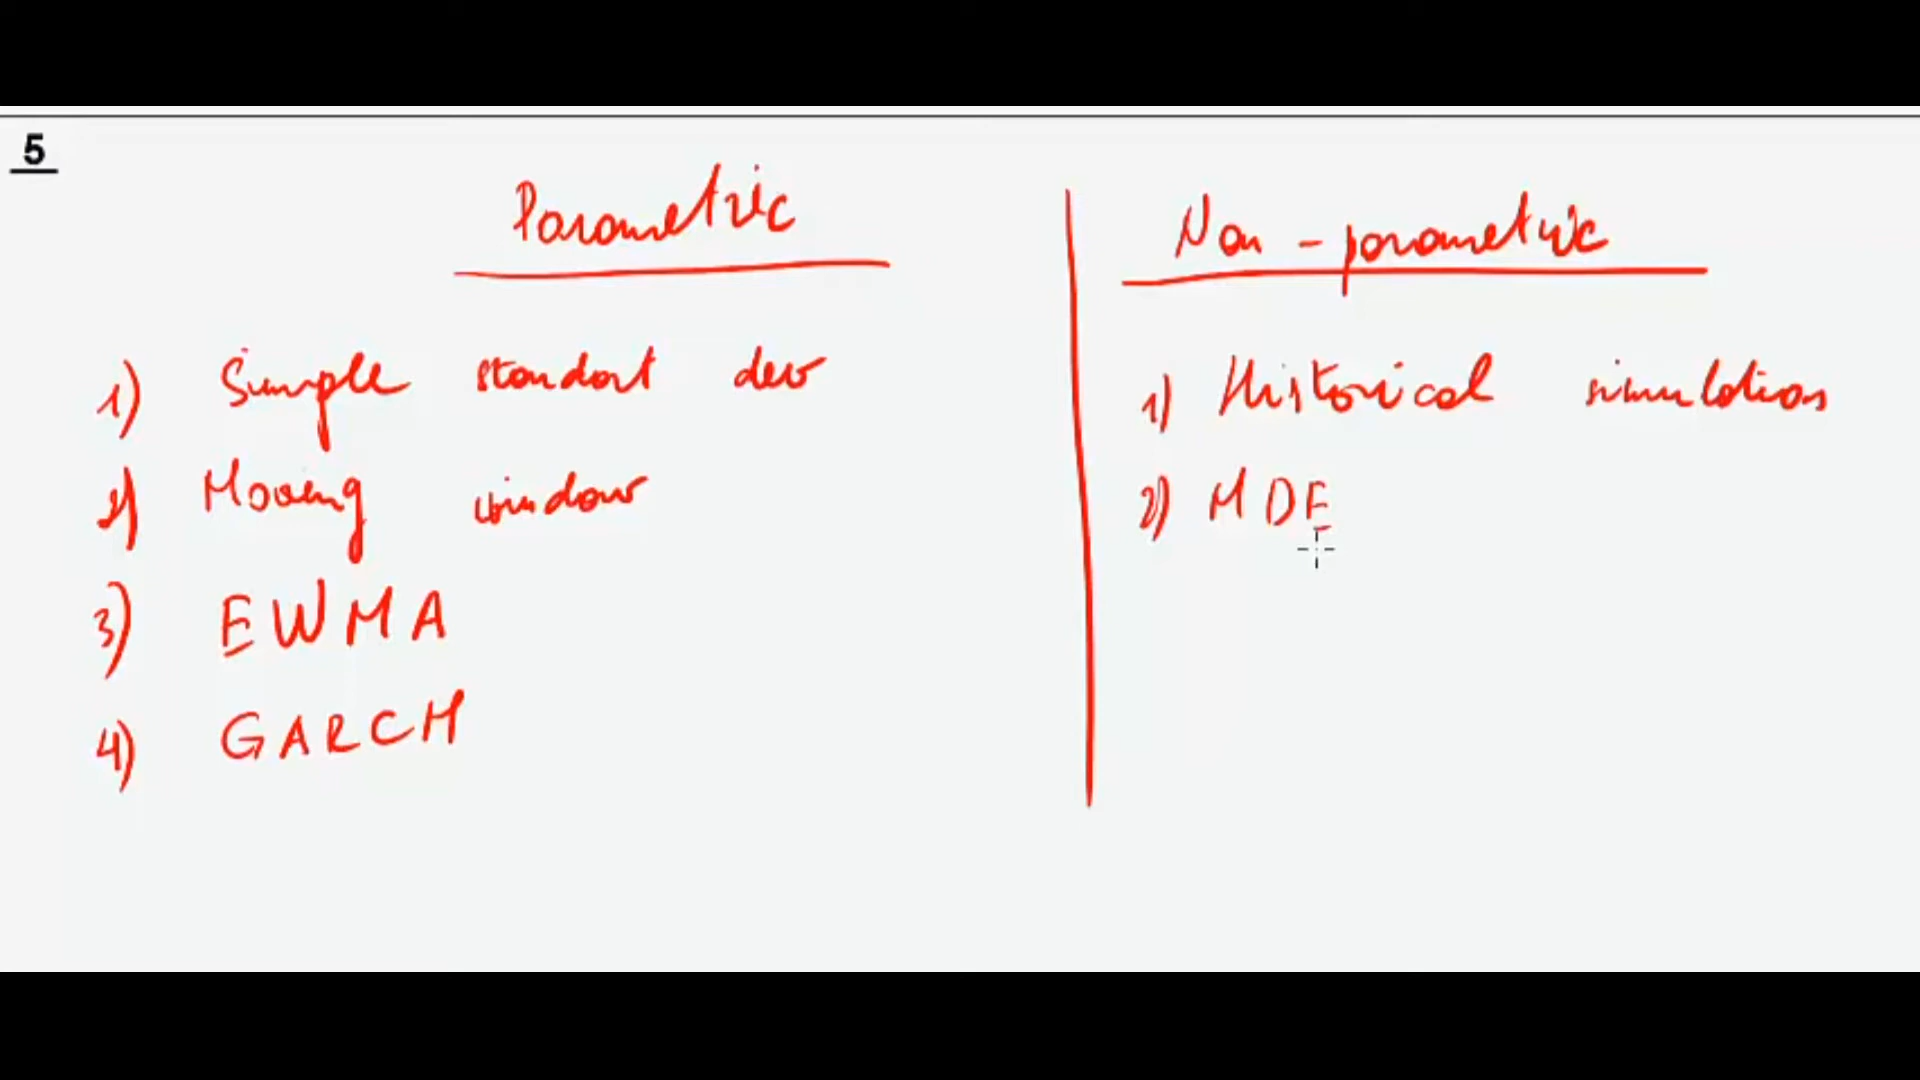 5
Parametric
Non-parametric
1) Simple standart dev
2) Moving window
3) EWMA
4) GARCH
1) Historical simulation
2) MDE